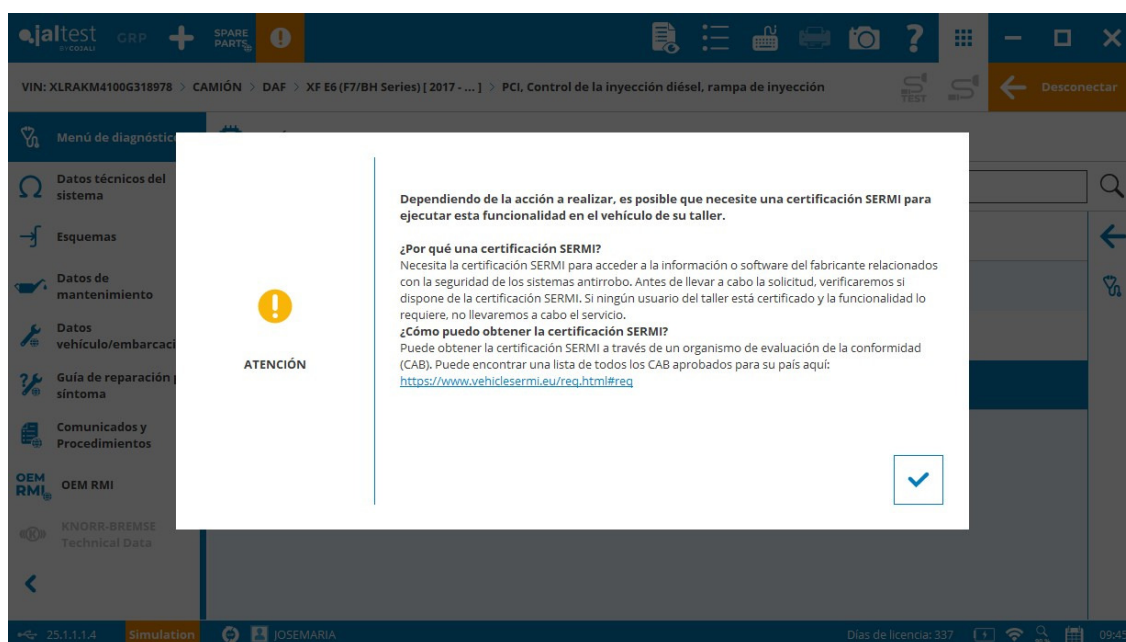 jaltest GRP SPARE PARTS
BY COJALI
VIN: XLRAKM4100G318978 > CAMIÓN > DAF > XF E6 (F7/BH Series) [ 2017 - ... ] > PCI, Control de la inyección diésel, rampa de inyección
TEST
Desconectar
Menú de diagnóstic
Datos técnicos del
sistema
Esquemas
Datos de
mantenimiento
Datos
vehículo/embarcaci
Guía de reparación p
síntoma
Comunicados y
Procedimientos
OEM
RMI
OEM RMI
KNORR-BREMSE
Technical Data
ATENCIÓN
Dependiendo de la acción a realizar, es posible que necesite una certificación SERMI para
ejecutar esta funcionalidad en el vehículo de su taller.
¿Por qué una certificación SERMI?
Necesita la certificación SERMI para acceder a la información o software del fabricante relacionados
con la seguridad de los sistemas antirrobo. Antes de llevar a cabo la solicitud, verificaremos si
dispone de la certificación SERMI. Si ningún usuario del taller está certificado y la funcionalidad lo
requiere, no llevaremos a cabo el servicio.
¿Cómo puedo obtener la certificación SERMI?
Puede obtener la certificación SERMI a través de un organismo de evaluación de la conformidad
(CAB). Puede encontrar una lista de todos los CAB aprobados para su país aquí:
https://www.vehiclesermi.eu/req.html#req
25.1.1.1.4 Simulation JOSEMARIA Días de licencia: 337